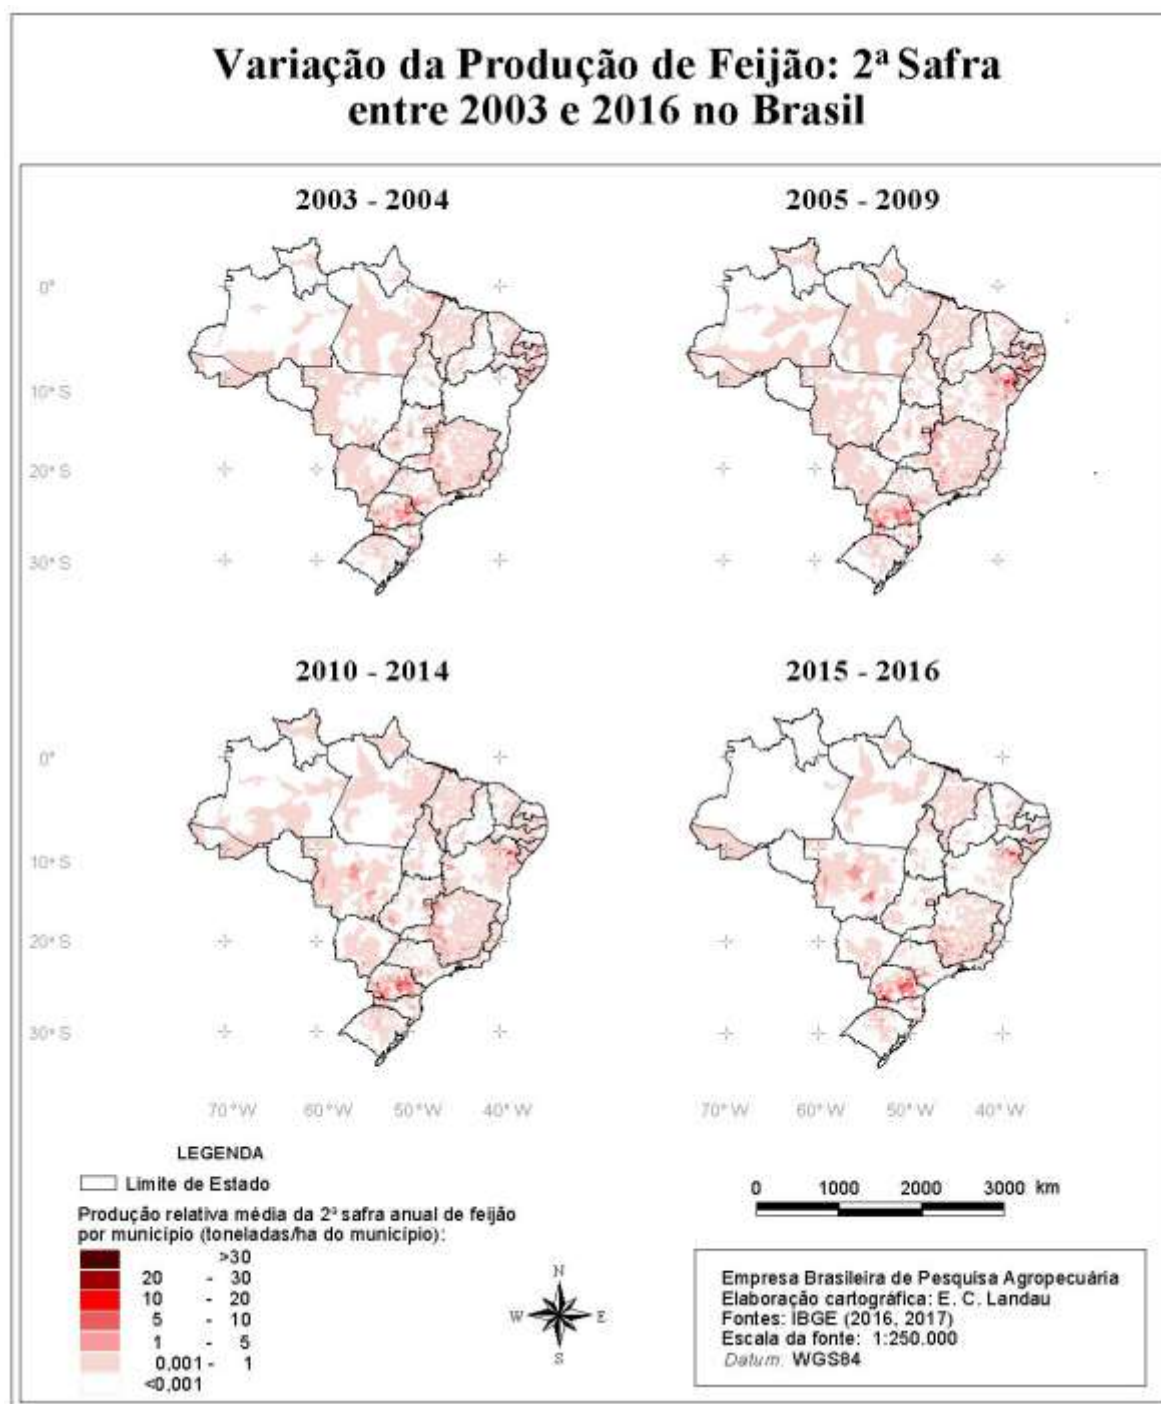 Variação da Produção de Feijão: 2ª Safra
entre 2003 e 2016 no Brasil
2003 - 2004
2005 - 2009
0°
10° S
20° S
30° S
2010 - 2014
2015 - 2016
0°
10° S
20° S
30° S
70° W 60° W 50° W 40° W
70° W 60° W 50° W 40° W
LEGENDA
Limite de Estado
Produção relativa média da 2ª safra anual de feijão
por município (toneladas/ha do município):
>30
20 - 30
10 - 20
5 - 10
1 - 5
0,001 - 1
<0,001
N
W E
S
0 1000 2000 3000 km
Empresa Brasileira de Pesquisa Agropecuária
Elaboração cartográfica: E. C. Landau
Fontes: IBGE (2016, 2017)
Escala da fonte: 1:250.000
Datum: WGS84